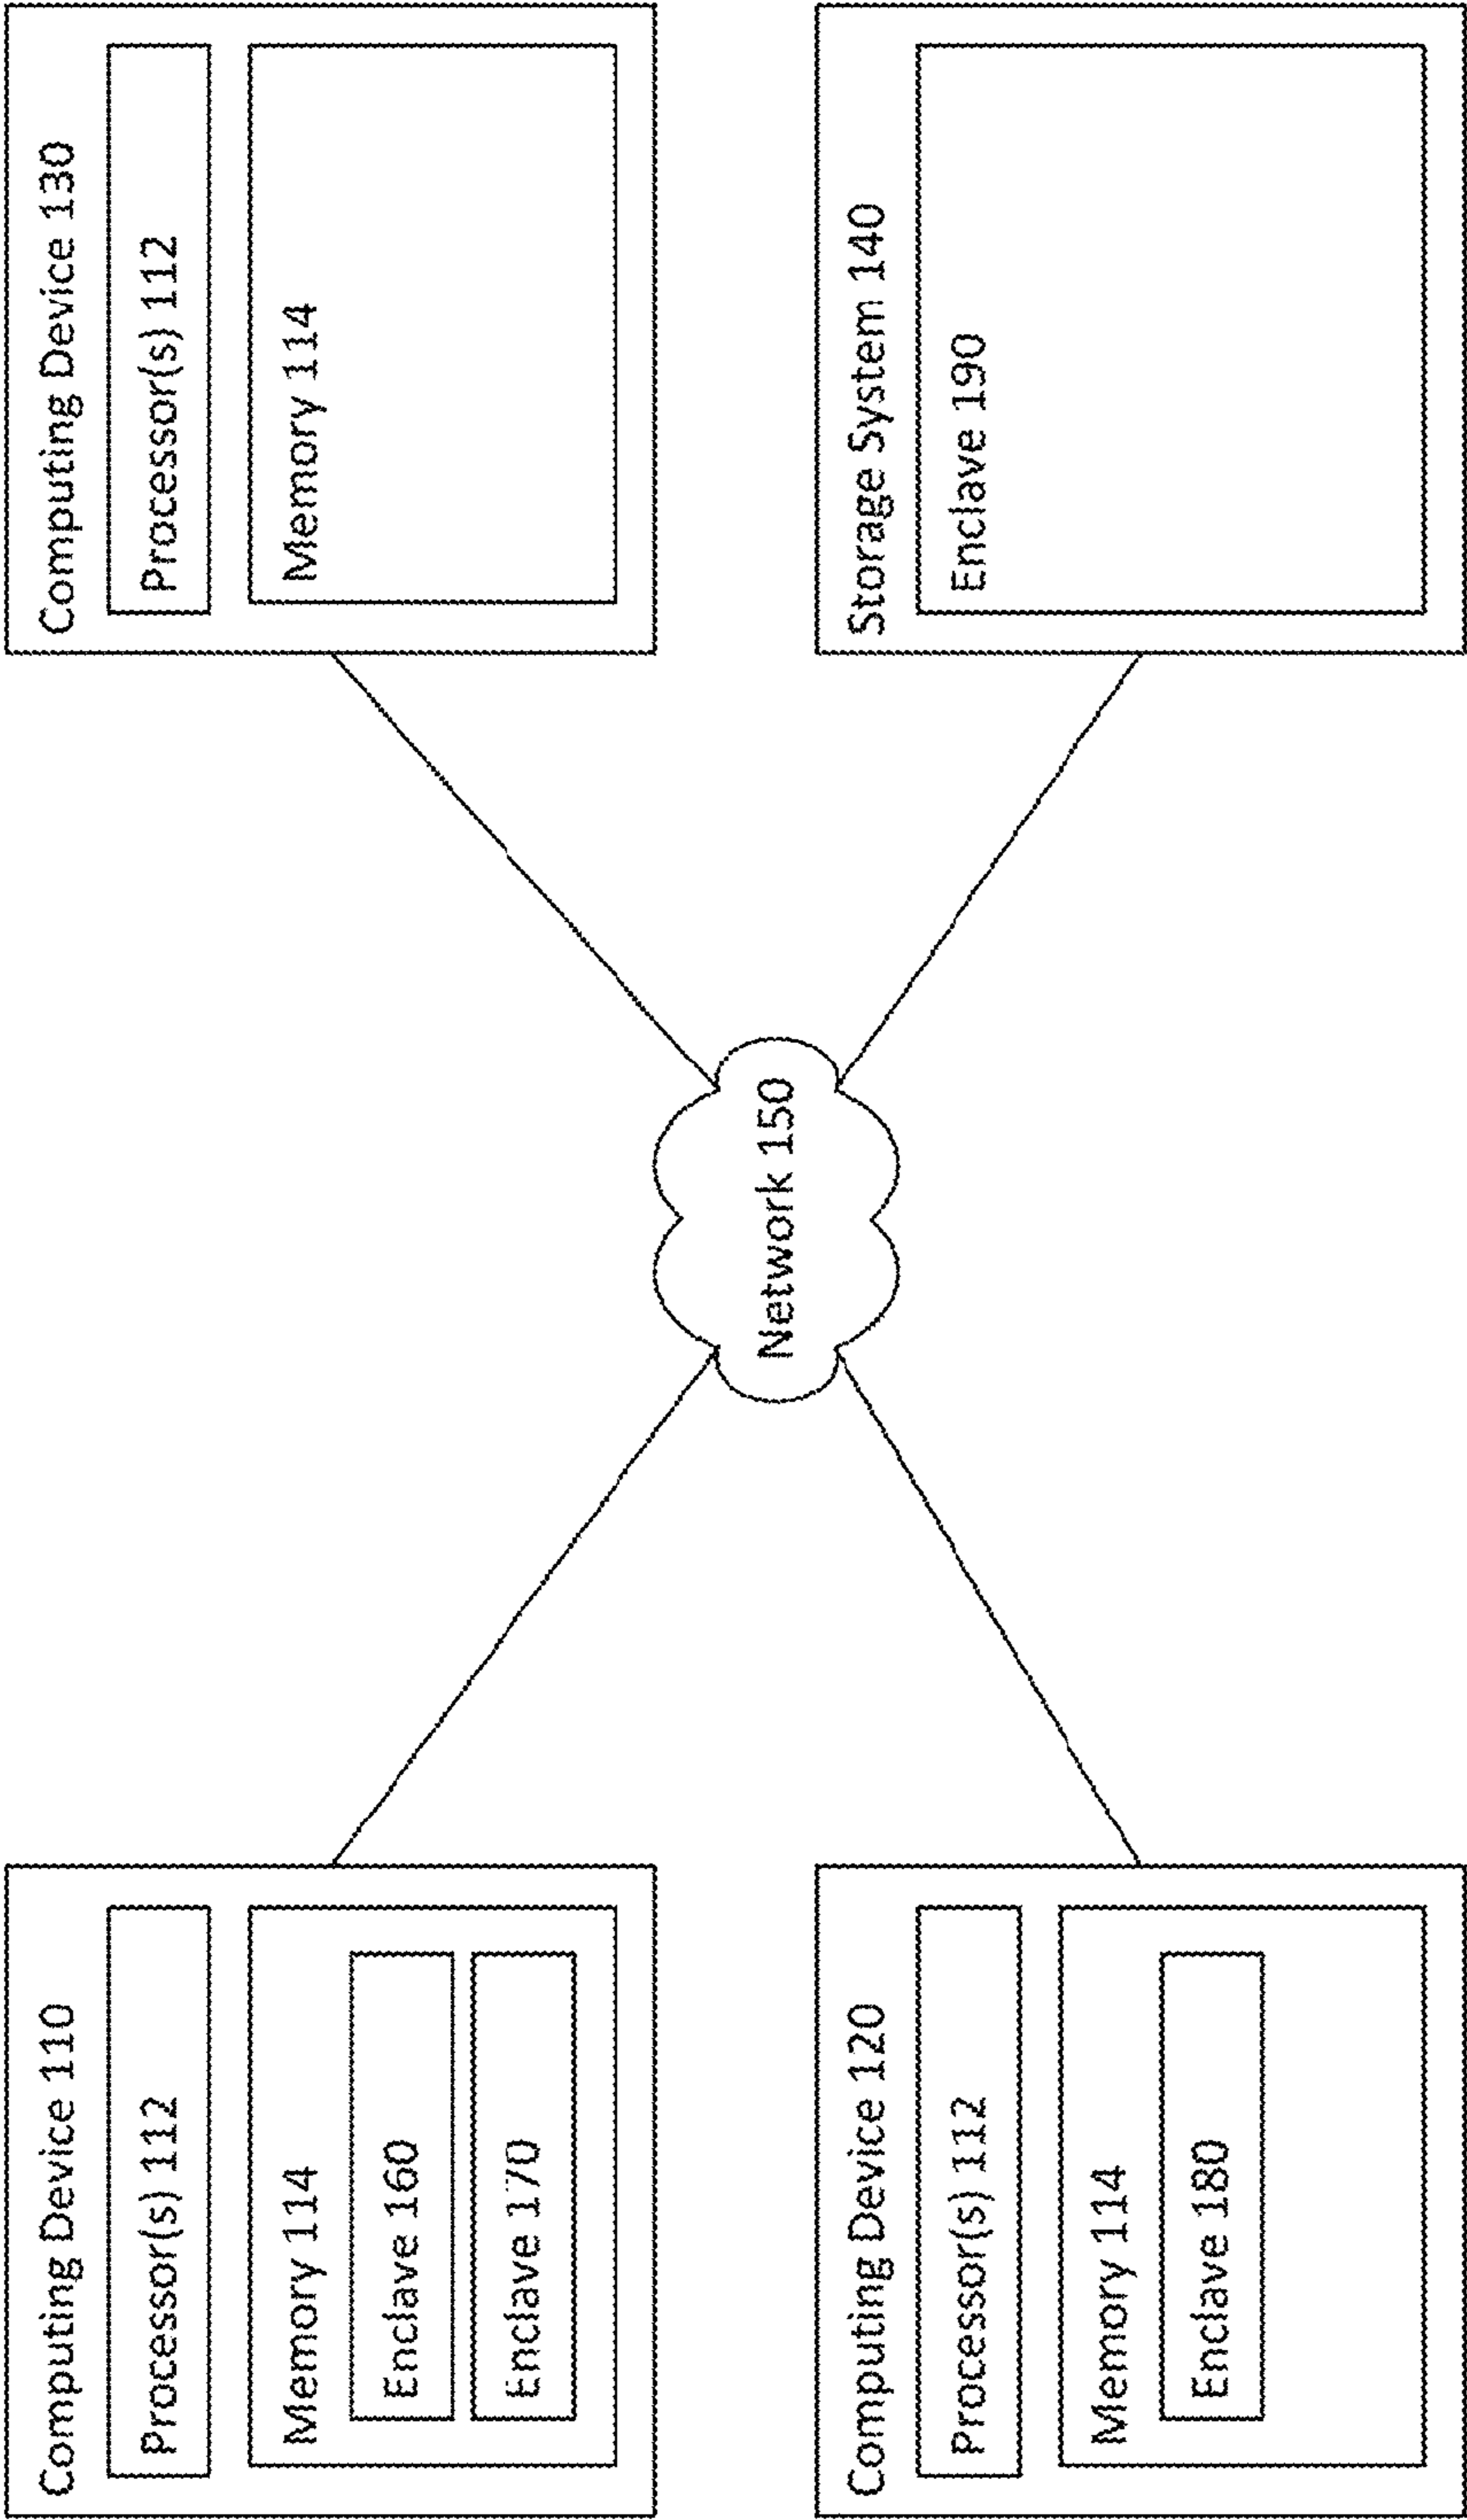 Computing Device 110
Processor(s) 112
Memory 114
Enclave 160
Enclave 170
Computing Device 130
Processor(s) 112
Memory 114
Network 150
Computing Device 120
Processor(s) 112
Memory 114
Enclave 180
Storage System 140
Enclave 190